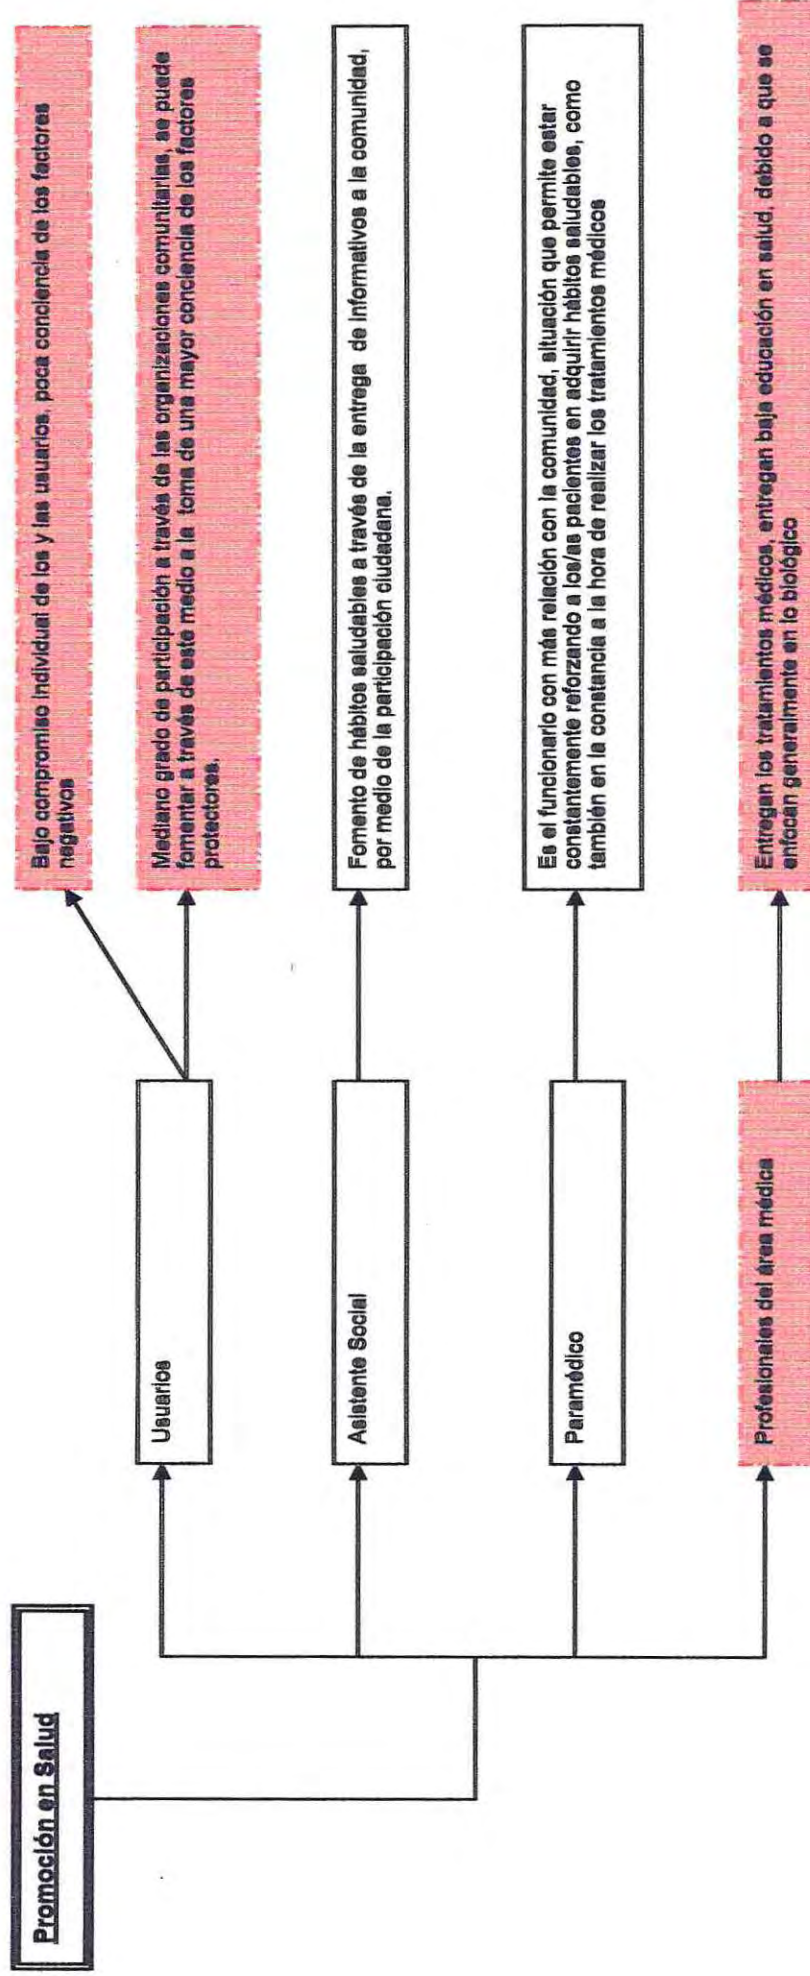 Promoción en Salud
Usuarios
Bajo compromiso individual de los y las usuarios, poca conciencia de los factores
negativos
Mediano grado de participación a través de las organizaciones comunitarias, se puede
fomentar a través de este medio a la toma de una mayor conciencia de los factores
protectores.
Asistente Social
Fomento de hábitos saludables a través de la entrega de informativos a la comunidad,
por medio de la participación ciudadana.
Paramédico
Es el funcionario con más relación con la comunidad, situación que permite estar
constantemente reforzando a los/as pacientes en adquirir hábitos saludables, como
también en la constancia a la hora de realizar los tratamientos médicos
Profesionales del área médica
Entregan los tratamientos médicos, entregan baja educación en salud, debido a que se
enfocan generalmente en lo biológico